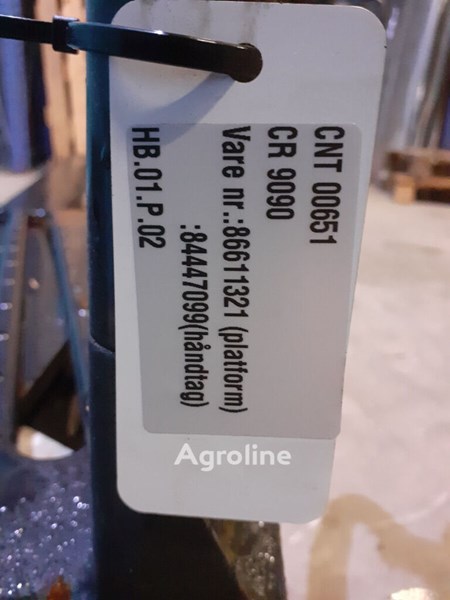 CNT 00651
CR 9090
Vare nr.:86611321 (platform)
:84447099(håndtag)
HB.01.P.02
Agroline